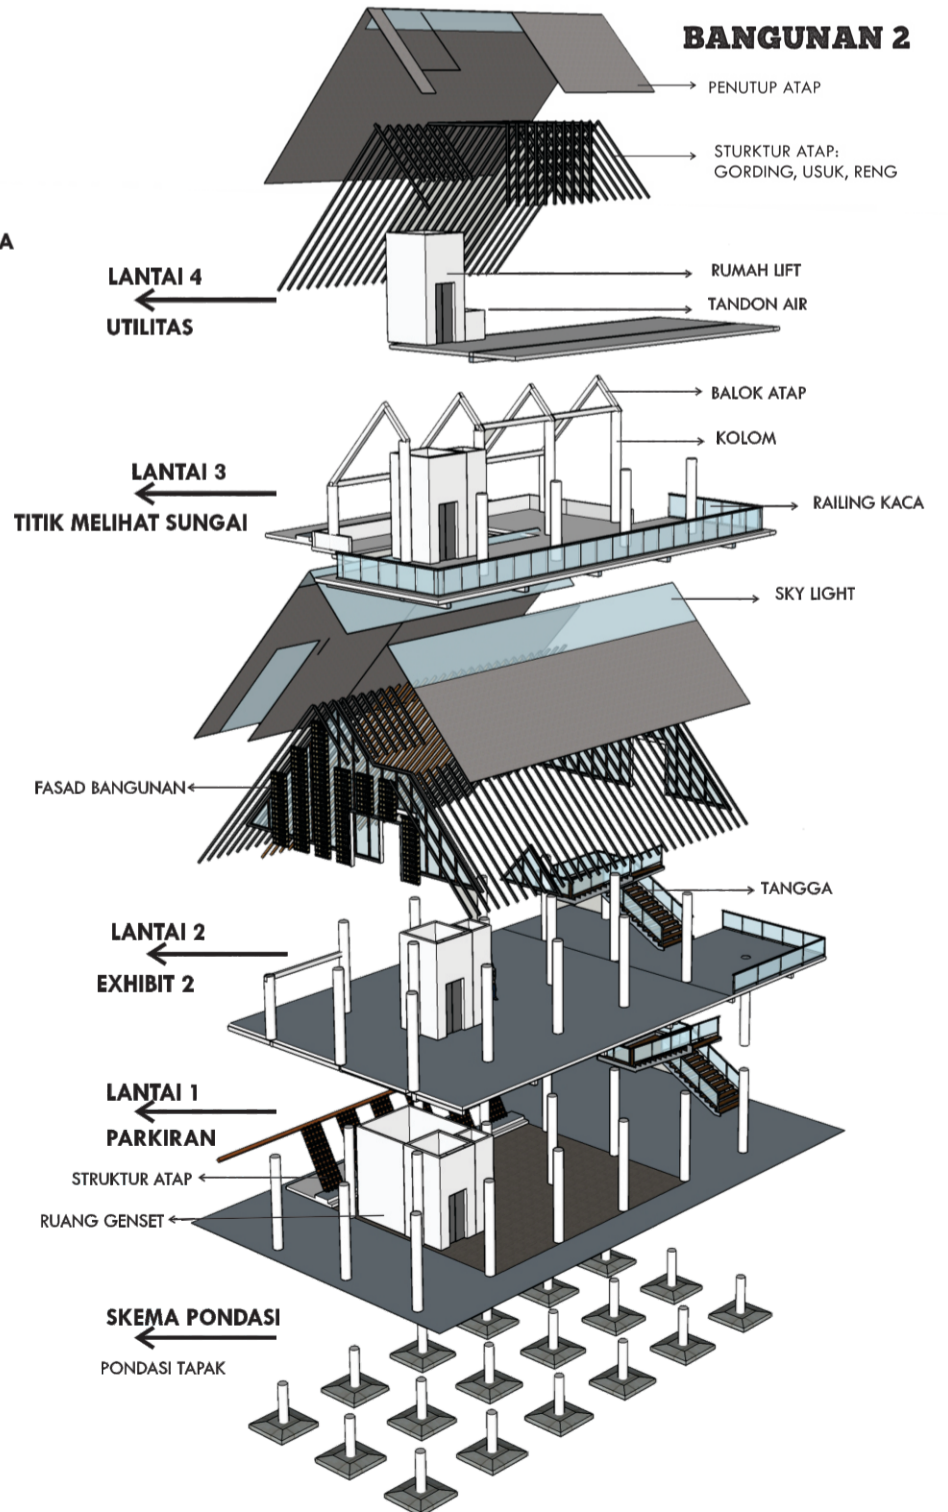 BANGUNAN 2
PENUTUP ATAP
STURKTUR ATAP:
GORDING, USUK, RENG
A
LANTAI 4
UTILITAS
RUMAH LIFT
TANDON AIR
BALOK ATAP
KOLOM
LANTAI 3
TITIK MELIHAT SUNGAI
RAILING KACA
SKY LIGHT
FASAD BANGUNAN
TANGGA
LANTAI 2
EXHIBIT 2
LANTAI 1
PARKIRAN
STRUKTUR ATAP
RUANG GENSET
SKEMA PONDASI
PONDASI TAPAK